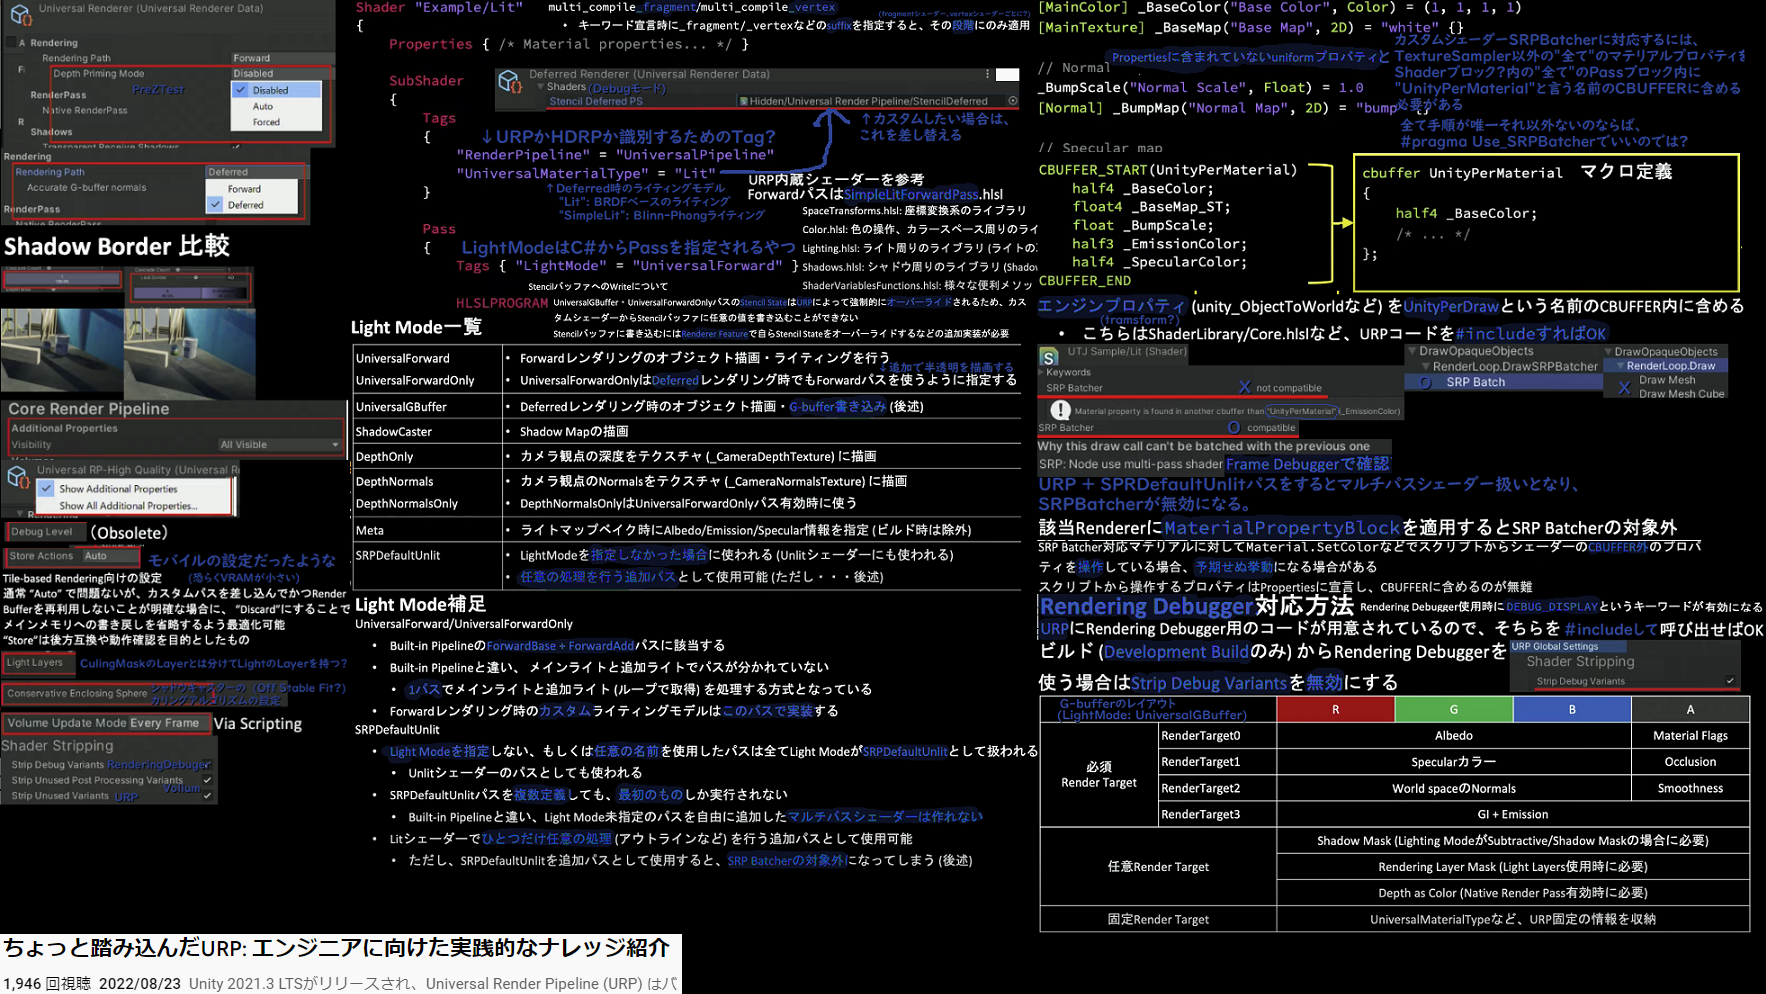 Universal Renderer (Universal Renderer Data)
Rendering
Rendering Path Forward
Depth Priming Mode Disabled
PreZTest
Disabled
Auto
Forced
RenderPass
Native RenderPass
Shadows
Transparent Receive Shadows
Rendering
Rendering Path Deferred
Accurate G-buffer normals
Forward
Deferred
RenderPass
Native RenderPass
Shadow Border 比較
Core Render Pipeline
Additional Properties
Visibility All Visible
Universal RP-High Quality (Universal R
Show Additional Properties
Show All Additional Properties...
Debug Level (Obsolete)
Store Actions Auto モバイルの設定だったような
Tile-based Rendering向けの設定 (恐らくVRAMが小さい)
通常 “Auto” で問題ないが、カスタムパスを差し込んでかつRender
Bufferを再利用しないことが明確な場合に、“Discard”にすることで
メインメモリへの書き戻しを省略するよう最適化可能
“Store”は後方互換や動作確認を目的としたもの
Light Layers CulingMaskのLayerとは分けてLightのLayerを持つ?
Conservative Enclosing Sphere シャドウキャスターの (Off Stable Fit?)
カリングアルゴリズムの設定
Volume Update Mode Every Frame Via Scripting
Shader Stripping
Strip Debug Variants RenderingDebuger
Strip Unused Post Processing Variants Volium
Strip Unused Variants URP
ちょっと踏み込んだURP: エンジニアに向けた実践的なナレッジ紹介
1,946 回視聴 2022/08/23 Unity 2021.3 LTSがリリースされ、Universal Render Pipeline (URP) はバ
Shader "Example/Lit"
{
multi_compile_fragment/multi_compile_vertex
(fragmentシェーダー、vertexシェーダーごとに?)
• キーワード宣言時に_fragment/_vertexなどのsuffixを指定すると、その段階にのみ適用
Properties { /* Material properties... */ }
SubShader
{
Deferred Renderer (Universal Renderer Data)
Shaders (Debugモード)
Stencil Deferred PS Hidden/Universal Render Pipeline/StencilDeferred
↑カスタムしたい場合は、
これを差し替える
Tags
{ ↓URPかHDRPか識別するためのTag?
"RenderPipeline" = "UniversalPipeline"
"UniversalMaterialType" = "Lit"
} ↑Deferred時のライティングモデル
"Lit": BRDFベースのライティング
"SimpleLit": Blinn-Phongライティング
URP内蔵シェーダーを参考
ForwardパスはSimpleLitForwardPass.hlsl
SpaceTransforms.hlsl: 座標変換系のライブラリ
Color.hlsl: 色の操作、カラースペース周りのライ
Lighting.hlsl: ライト周りのライブラリ (ライトの
Shadows.hlsl: シャドウ周りのライブラリ (Shadov
ShaderVariablesFunctions.hlsl: 様々な便利メソッ
Pass
{ LightModeはC#からPassを指定されるやつ
Tags { "LightMode" = "UniversalForward" }
StencilバッファへのWriteについて
HLSLPROGRAM
UniversalGBuffer・UniversalForwardOnlyパスのStencil StateはURPによって強制的にオーバーライドされるため、カス
タムシェーダーからStencilバッファに任意の値を書き込むことができない
Stencilバッファに書き込むにはRenderer Featureで自らStencil Stateをオーバーライドするなどの追加実装が必要
Light Mode一覧
UniversalForward • Forwardレンダリングのオブジェクト描画・ライティングを行う
↓追加で半透明を描画する
UniversalForwardOnly • UniversalForwardOnlyはDeferredレンダリング時でもForwardパスを使うように指定する
UniversalGBuffer • Deferredレンダリング時のオブジェクト描画・G-buffer書き込み (後述)
ShadowCaster • Shadow Mapの描画
DepthOnly • カメラ観点の深度をテクスチャ (_CameraDepthTexture) に描画
DepthNormals • カメラ観点のNormalsをテクスチャ (_CameraNormalsTexture) に描画
DepthNormalsOnly • DepthNormalsOnlyはUniversalForwardOnlyパス有効時に使う
Meta • ライトマップベイク時にAlbedo/Emission/Specular情報を指定 (ビルド時は除外)
SRPDefaultUnlit • LightModeを指定しなかった場合に使われる (Unlitシェーダーにも使われる)
• 任意の処理を行う追加パスとして使用可能 (ただし・・・後述)
Light Mode補足
UniversalForward/UniversalForwardOnly
• Built-in PipelineのForwardBase + ForwardAddパスに該当する
• Built-in Pipelineと違い、メインライトと追加ライトでパスが分かれていない
• 1パスでメインライトと追加ライト (ループで取得) を処理する方式となっている
• Forwardレンダリング時のカスタムライティングモデルはこのパスで実装する
SRPDefaultUnlit
• Light Modeを指定しない、もしくは任意の名前を使用したパスは全てLight ModeがSRPDefaultUnlitとして扱われる
• Unlitシェーダーのパスとしても使われる
• SRPDefaultUnlitパスを複数定義しても、最初のものしか実行されない
• Built-in Pipelineと違い、Light Mode未指定のパスを自由に追加したマルチパスシェーダーは作れない
• Litシェーダーでひとつだけ任意の処理 (アウトラインなど) を行う追加パスとして使用可能
• ただし、SRPDefaultUnlitを追加パスとして使用すると、SRP Batcherの対象外になってしまう (後述)
[MainColor] _BaseColor("Base Color", Color) = (1, 1, 1, 1)
[MainTexture] _BaseMap("Base Map", 2D) = "white" {}
Propertiesに含まれていないuniformプロパティと
カスタムシェーダーSRPBatcherに対応するには、
TextureSampler以外の"全て"のマテリアルプロパティを
Shaderブロック?内の"全て"のPassブロック内に
"UnityPerMaterial"と言う名前のCBUFFERに含める
必要がある
// Normal
_BumpScale("Normal Scale", Float) = 1.0
[Normal] _BumpMap("Normal Map", 2D) = "bump" {}
全て手順が唯一それ以外ないのならば、
#pragma Use_SRPBatcherでいいのでは?
// Specular map
CBUFFER_START(UnityPerMaterial)
half4 _BaseColor;
float4 _BaseMap_ST;
float _BumpScale;
half3 _EmissionColor;
half4 _SpecularColor;
CBUFFER_END
cbuffer UnityPerMaterial マクロ定義
{
half4 _BaseColor;
/* ... */
};
エンジンプロパティ (unity_ObjectToWorldなど) をUnityPerDrawという名前のCBUFFER内に含める
(transform?)
• こちらはShaderLibrary/Core.hlslなど、URPコードを#includeすればOK
UTJ Sample/Lit (Shader)
Keywords
SRP Batcher X not compatible
Material property is found in another cbuffer than "UnityPerMaterial" (_EmissionColor)
SRP Batcher O compatible
DrawOpaqueObjects
RenderLoop.DrawSRPBatcher
O SRP Batch
DrawOpaqueObjects
RenderLoop.Draw
X Draw Mesh
Draw Mesh Cube
Why this draw call can't be batched with the previous one
SRP: Node use multi-pass shader Frame Debuggerで確認
URP + SPRDefaultUnlitパスをするとマルチパスシェーダー扱いとなり、
SRPBatcherが無効になる。
該当RendererにMaterialPropertyBlockを適用するとSRP Batcherの対象外
SRP Batcher対応マテリアルに対してMaterial.SetColorなどでスクリプトからシェーダーのCBUFFER外のプロパ
ティを操作している場合、予期せぬ挙動になる場合がある
スクリプトから操作するプロパティはPropertiesに宣言し、CBUFFERに含めるのが無難
Rendering Debugger対応方法 Rendering Debugger使用時にDEBUG_DISPLAYというキーワードが有効になる
URPにRendering Debugger用のコードが用意されているので、そちらを #includeして呼び出せばOK
ビルド (Development Buildのみ) からRendering Debuggerを
使う場合はStrip Debug Variantsを無効にする
URP Global Settings
Shader Stripping
Strip Debug Variants
G-bufferのレイアウト
(LightMode: UniversalGBuffer)
R G B A
必須
Render Target
RenderTarget0 Albedo Material Flags
RenderTarget1 Specularカラー Occlusion
RenderTarget2 World spaceのNormals Smoothness
RenderTarget3 GI + Emission
任意Render Target
Shadow Mask (Lighting ModeがSubtractive/Shadow Maskの場合に必要)
Rendering Layer Mask (Light Layers使用時に必要)
Depth as Color (Native Render Pass有効時に必要)
固定Render Target UniversalMaterialTypeなど、URP固定の情報を収納